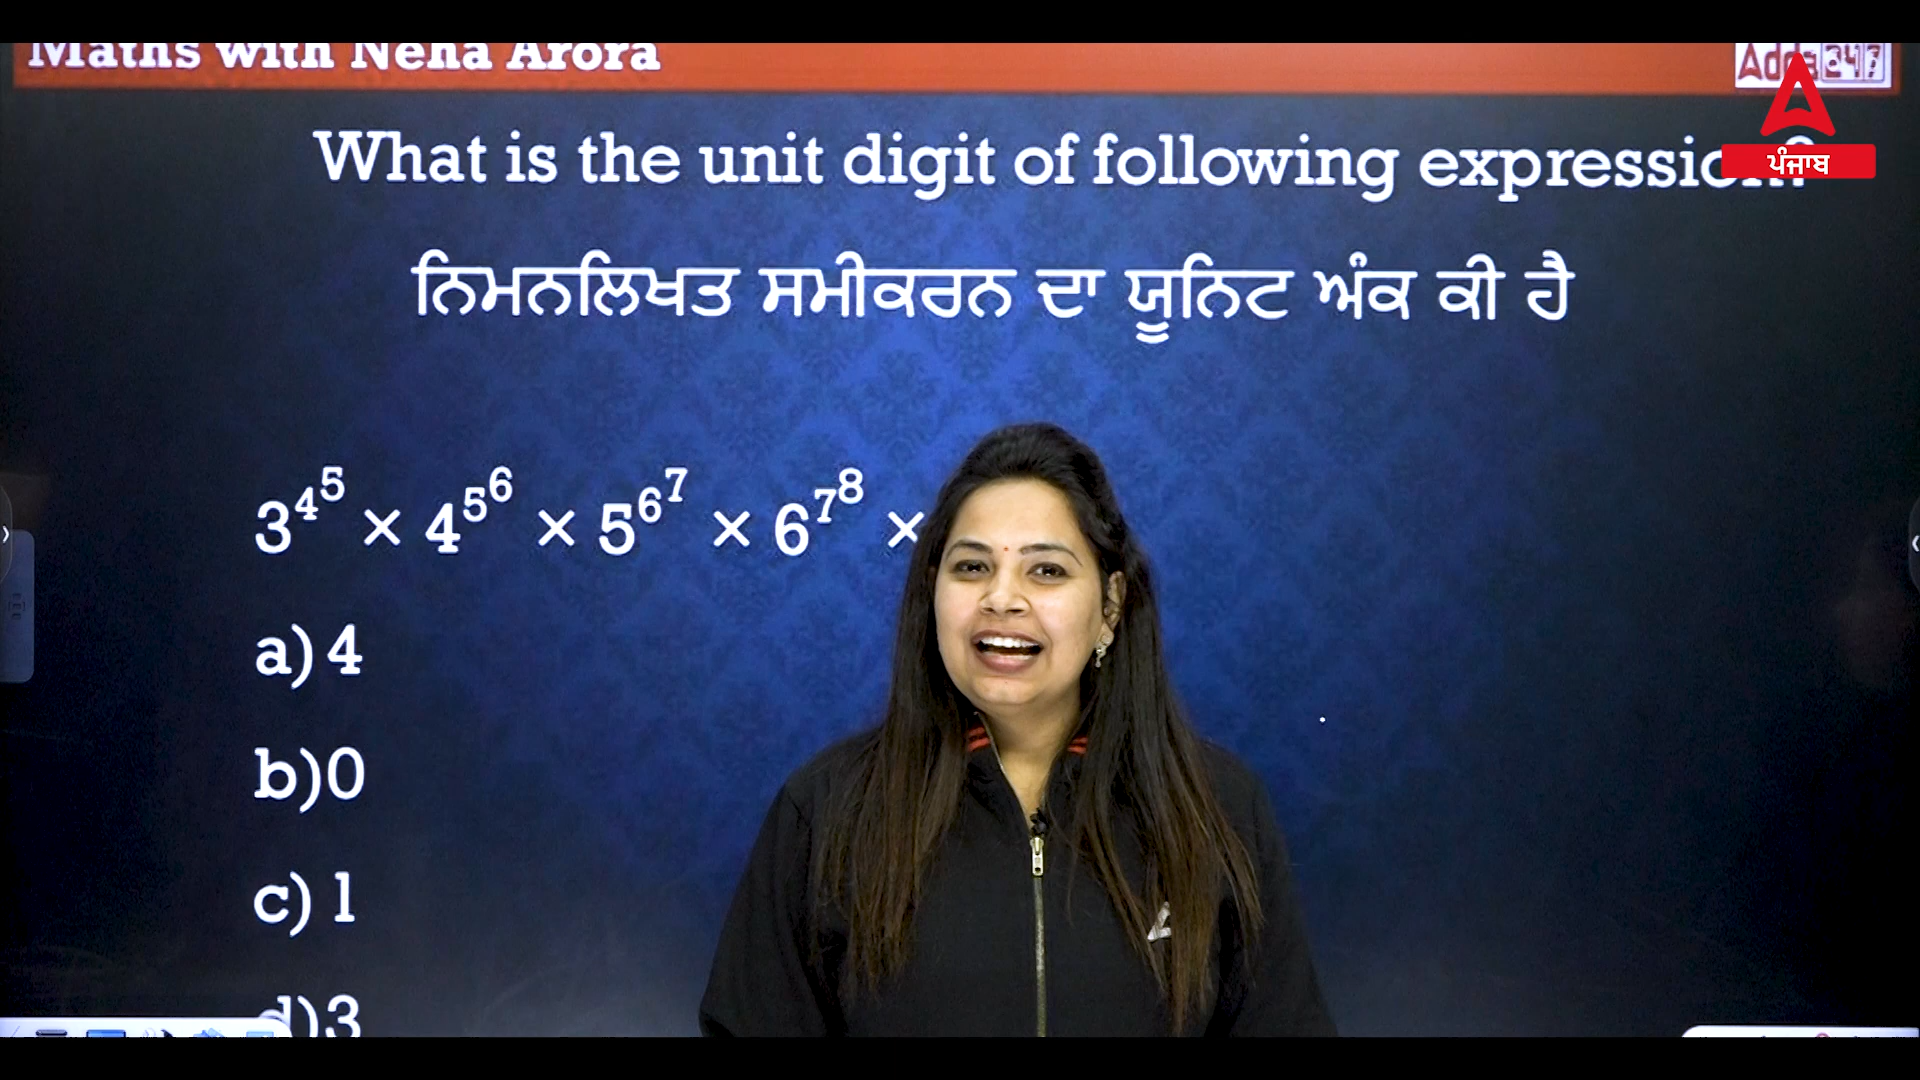 Maths with Neha Arora
Adda247
ਪੰਜਾਬ
What is the unit digit of following expression?
ਨਿਮਨਲਿਖਤ ਸਮੀਕਰਨ ਦਾ ਯੂਨਿਟ ਅੰਕ ਕੀ ਹੈ
3^4^5 × 4^5^6 × 5^6^7 × 6^7^8 ×
a) 4
b) 0
c) 1
d) 3